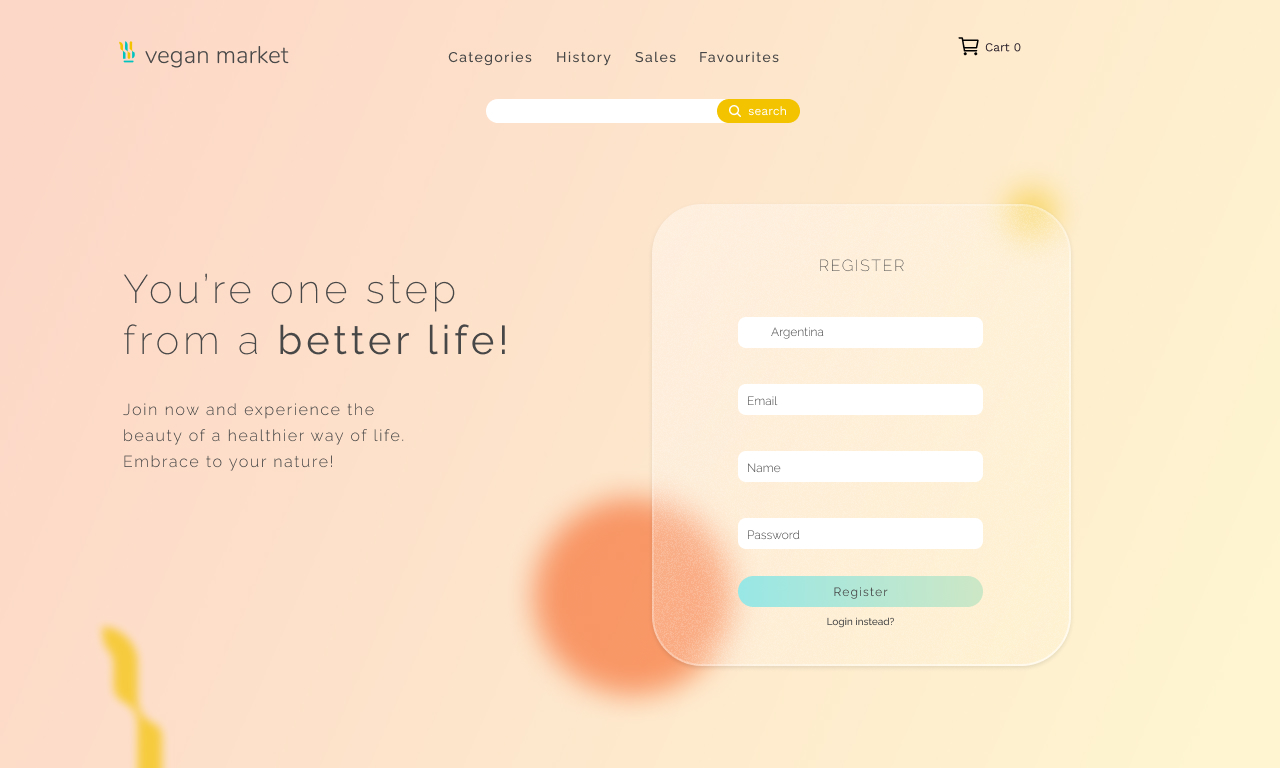 vegan market
Categories History Sales Favourites
Cart 0
search
You're one step
from a better life!
Join now and experience the
beauty of a healthier way of life.
Embrace to your nature!
REGISTER
Argentina
Email
Name
Password
Register
Login instead?